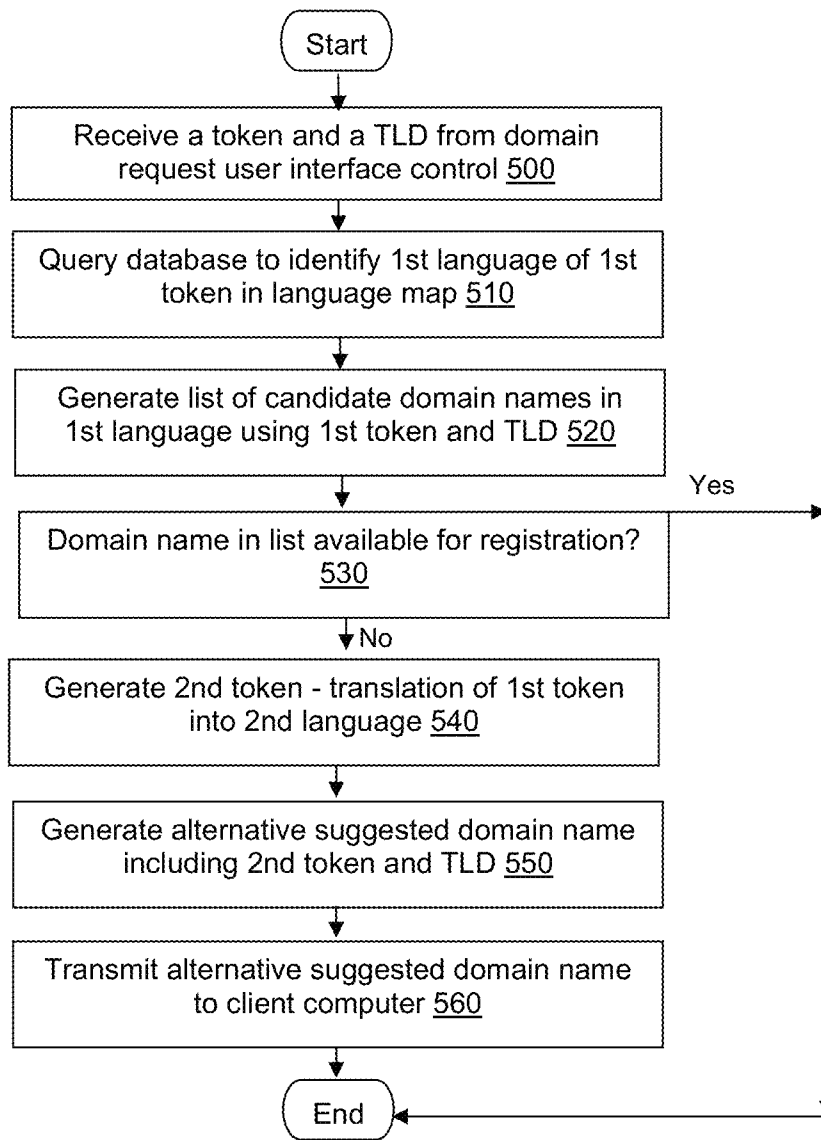 Start
Receive a token and a TLD from domain
request user interface control 500
Query database to identify 1st language of 1st
token in language map 510
Generate list of candidate domain names in
1st language using 1st token and TLD 520
Yes
Domain name in list available for registration?
530
No
Generate 2nd token - translation of 1st token
into 2nd language 540
Generate alternative suggested domain name
including 2nd token and TLD 550
Transmit alternative suggested domain name
to client computer 560
End